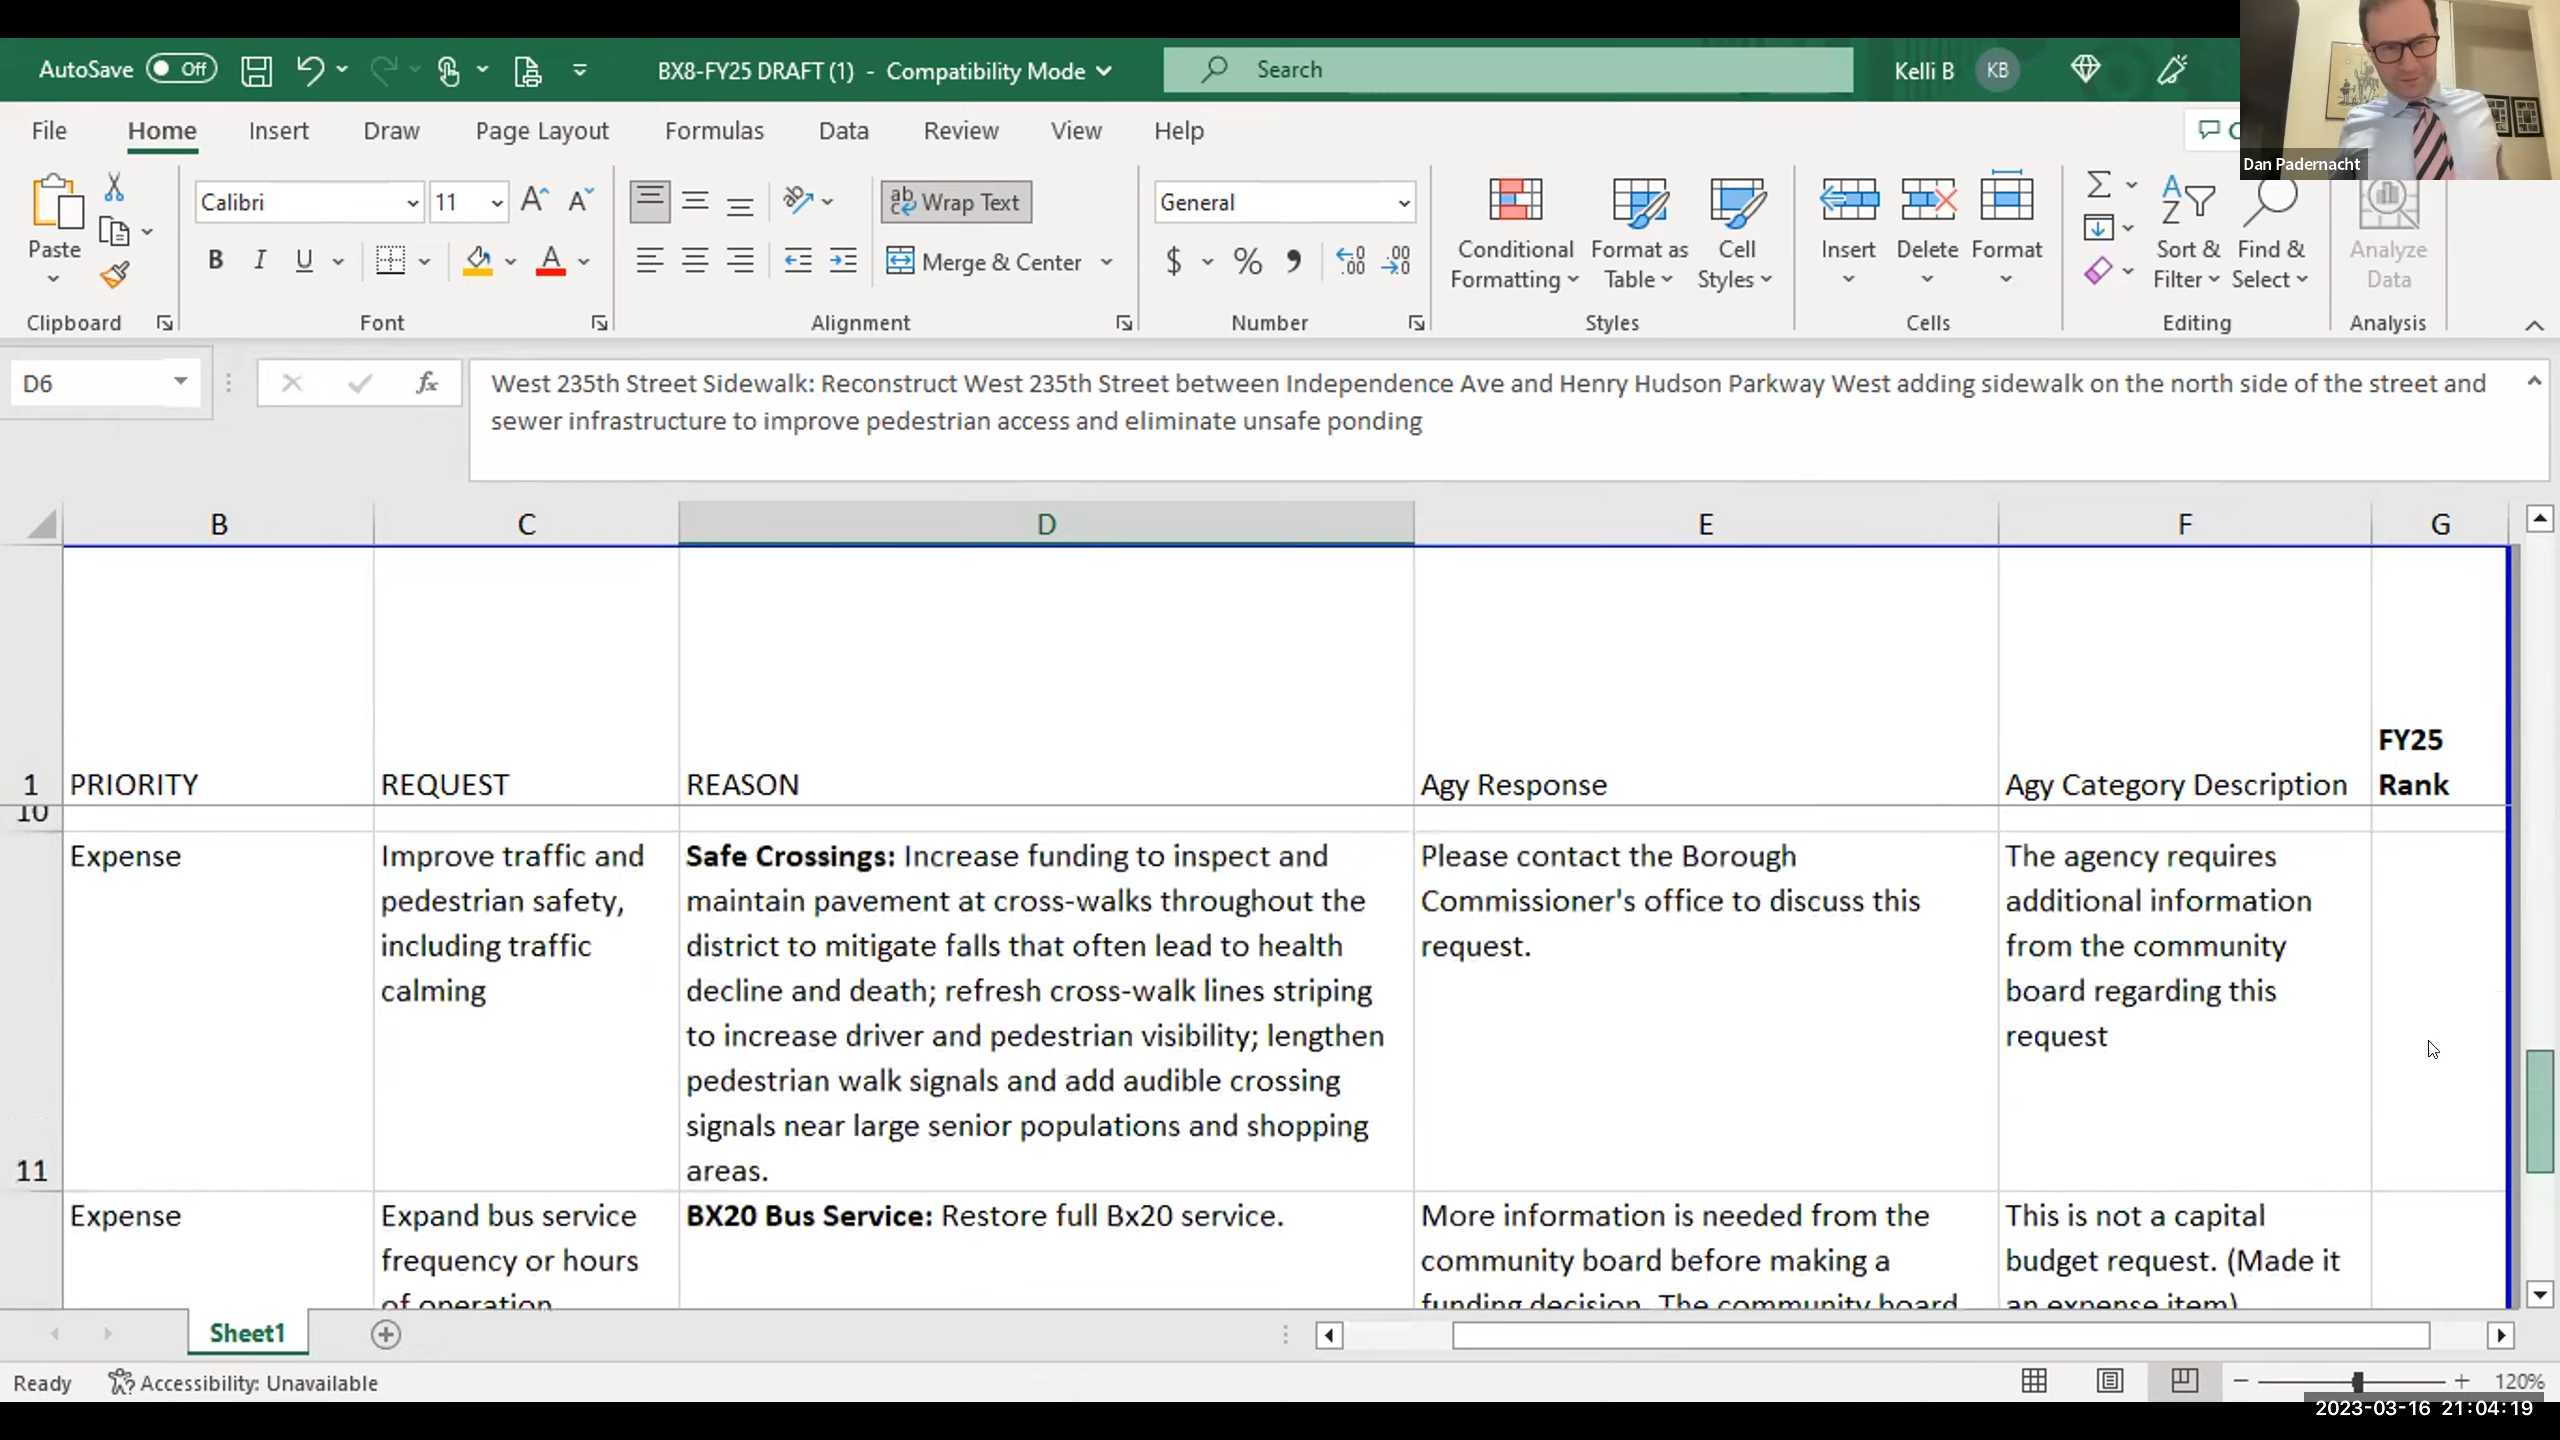 AutoSave Off
BX8-FY25 DRAFT (1) - Compatibility Mode
Search
Kelli B KB
Dan Padernacht
File Home Insert Draw Page Layout Formulas Data Review View Help
Paste
Clipboard
Calibri 11
B I U
Font
Wrap Text
Merge & Center
Alignment
General
$ % ,
Number
Conditional Formatting
Format as Table
Cell Styles
Styles
Insert Delete Format
Cells
Sort & Filter
Find & Select
Editing
Analyze Data
Analysis
D6
fx
West 235th Street Sidewalk: Reconstruct West 235th Street between Independence Ave and Henry Hudson Parkway West adding sidewalk on the north side of the street and
sewer infrastructure to improve pedestrian access and eliminate unsafe ponding
B C D E F G
FY25
1 PRIORITY REQUEST REASON Agy Response Agy Category Description Rank
10
Expense
Improve traffic and
pedestrian safety,
including traffic
calming
Safe Crossings: Increase funding to inspect and
maintain pavement at cross-walks throughout the
district to mitigate falls that often lead to health
decline and death; refresh cross-walk lines striping
to increase driver and pedestrian visibility; lengthen
pedestrian walk signals and add audible crossing
signals near large senior populations and shopping
areas.
Please contact the Borough
Commissioner's office to discuss this
request.
The agency requires
additional information
from the community
board regarding this
request
11
Expense
Expand bus service
frequency or hours
of operation
BX20 Bus Service: Restore full Bx20 service.
More information is needed from the
community board before making a
funding decision. The community board
This is not a capital
budget request. (Made it
an expense item)
Sheet1
Ready Accessibility: Unavailable
120%
2023-03-16 21:04:19